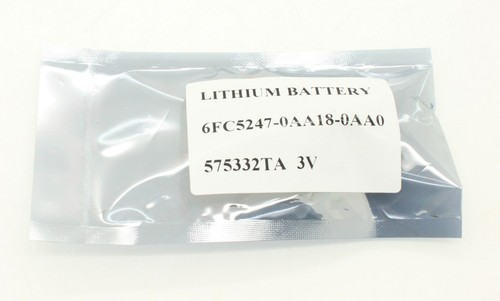 LITHIUM BATTERY
6FC5247-0AA18-0AA0
575332TA 3V